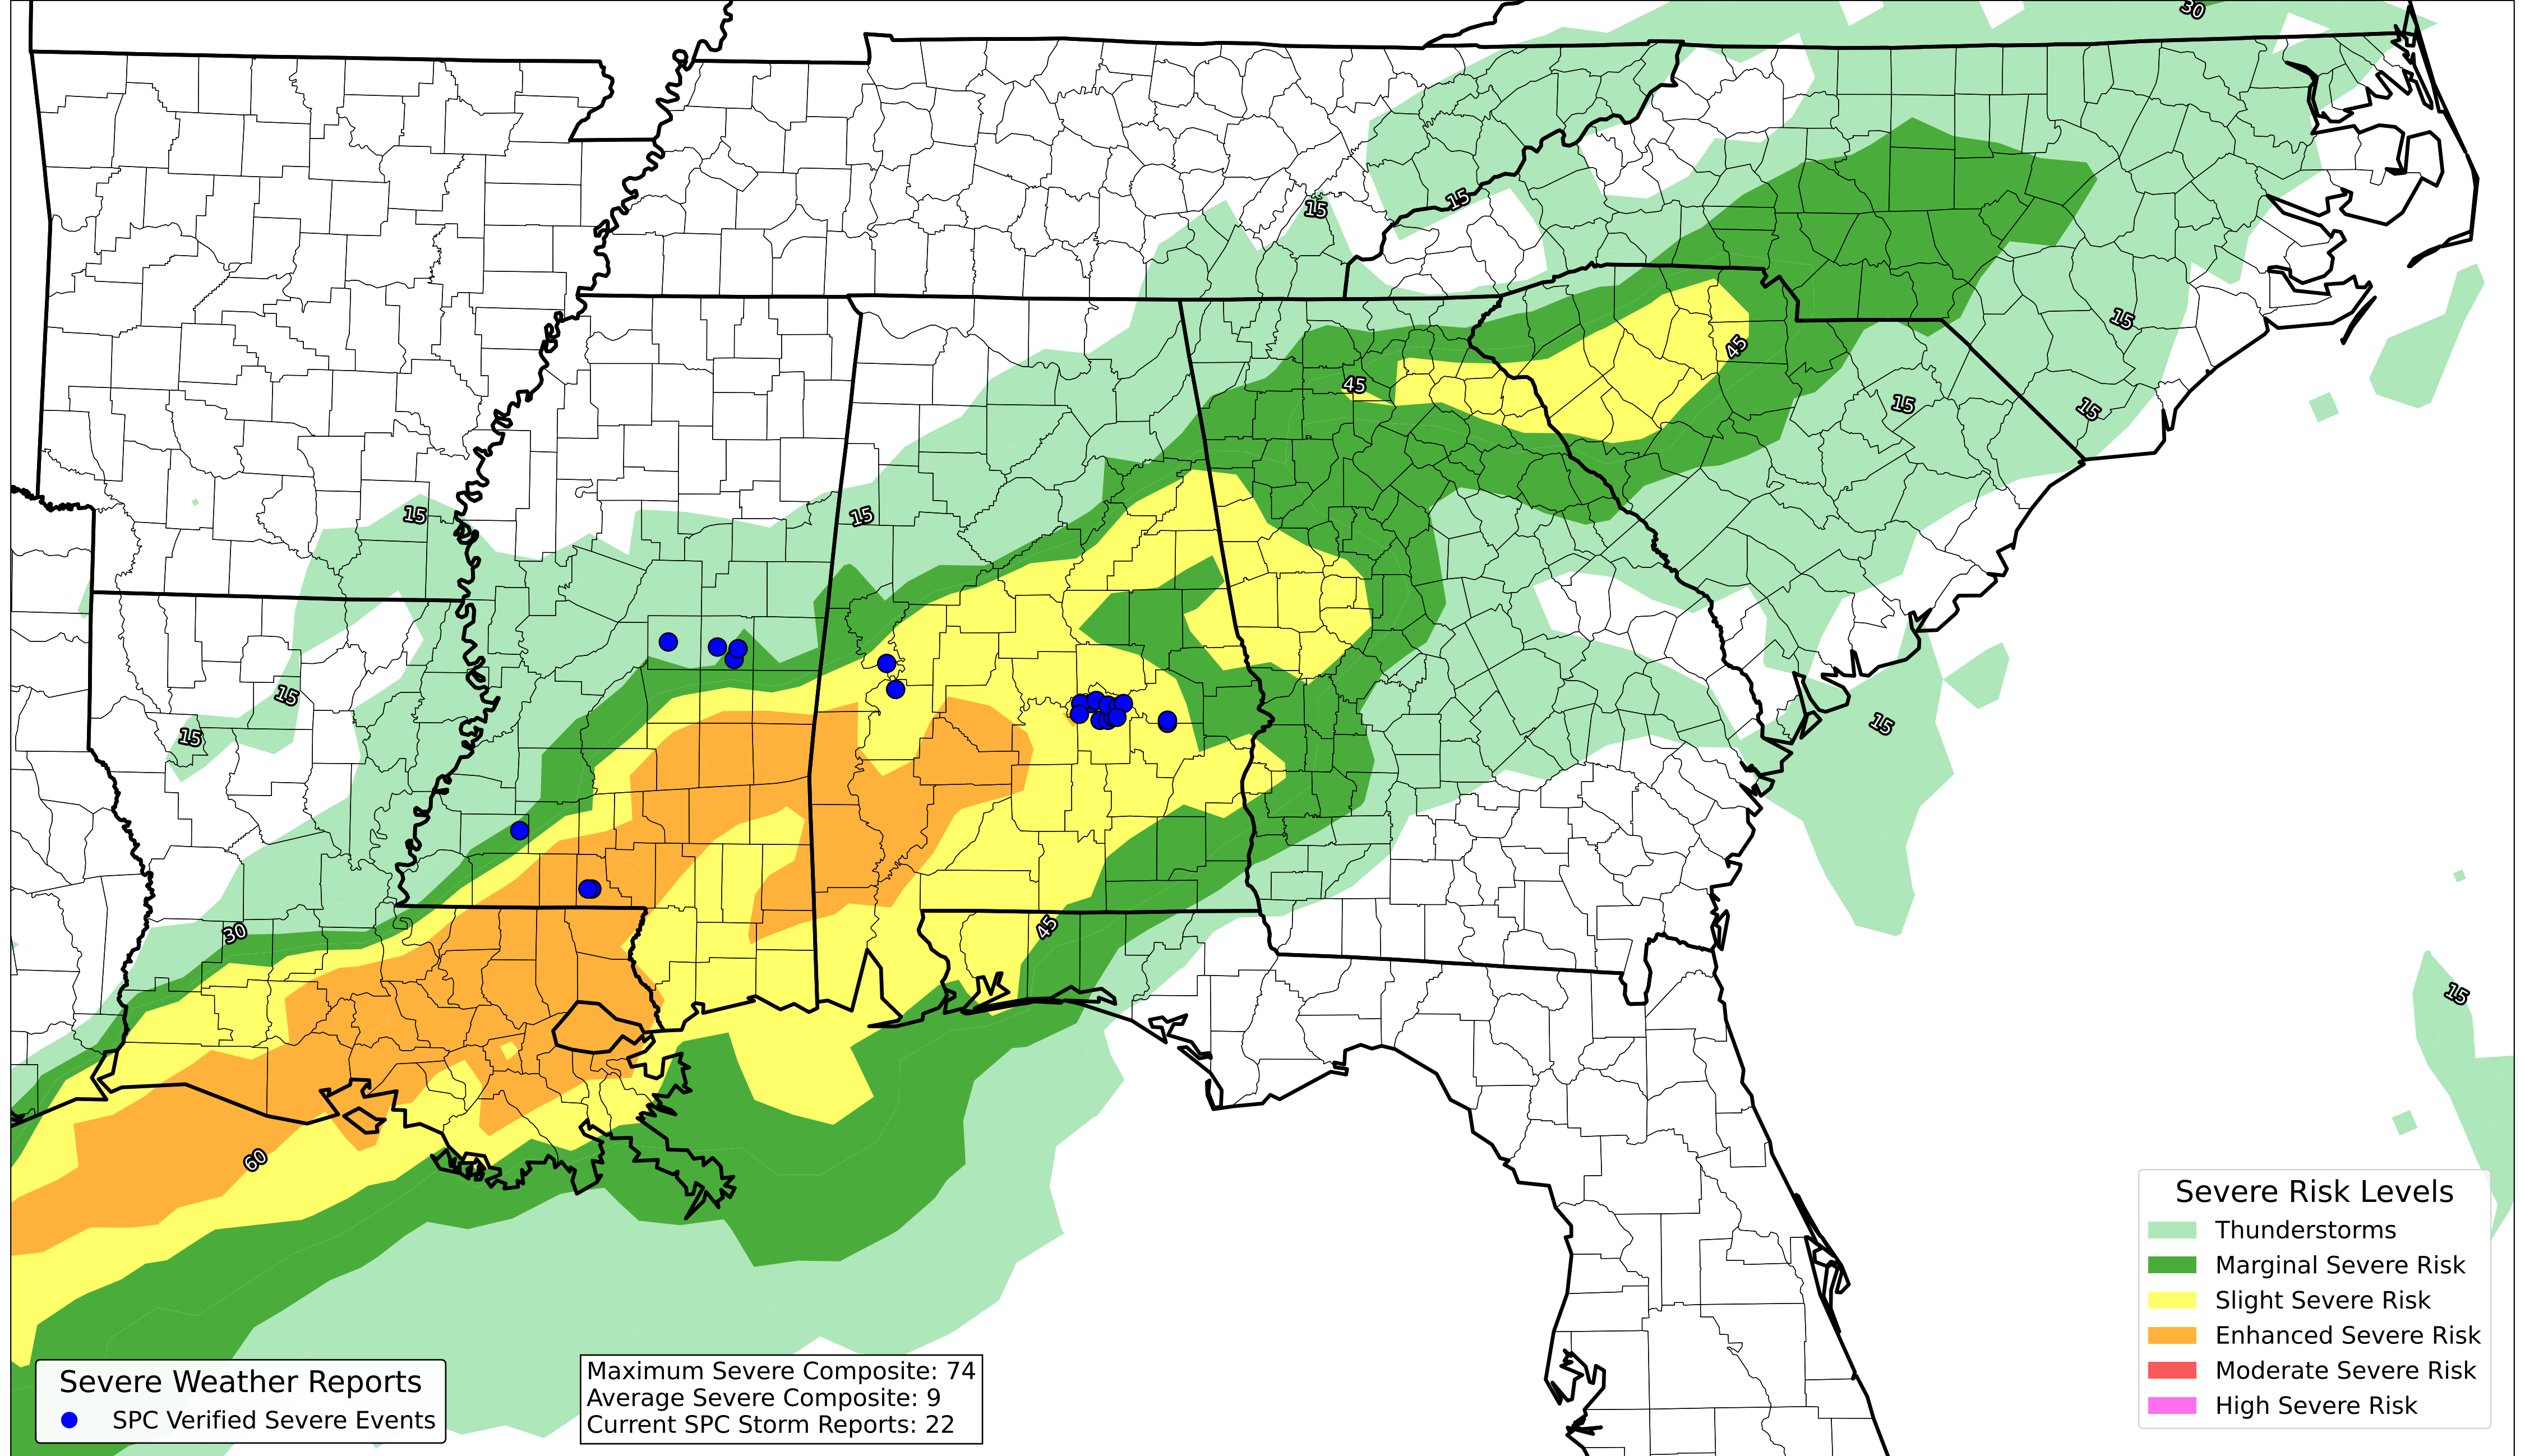 30
15
15
15
45
45
15
15
15
15
15
15
15
30
45
15
60
Severe Risk Levels
Thunderstorms
Marginal Severe Risk
Slight Severe Risk
Enhanced Severe Risk
Moderate Severe Risk
High Severe Risk
Severe Weather Reports
SPC Verified Severe Events
Maximum Severe Composite: 74
Average Severe Composite: 9
Current SPC Storm Reports: 22